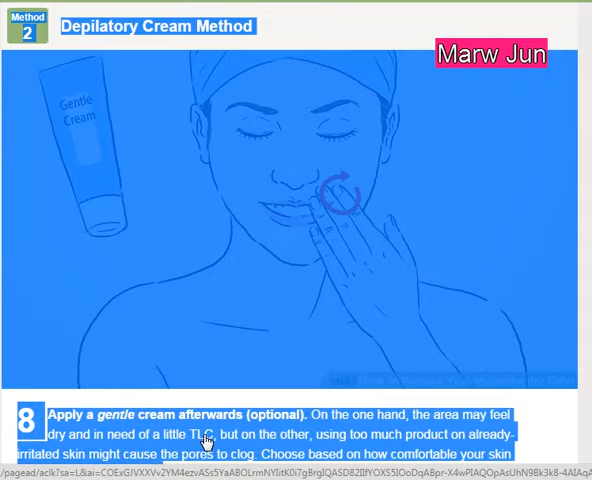 Method
2
Depilatory Cream Method
Marw Jun
Gentle
Cream
8
Apply a gentle cream afterwards (optional). On the one hand, the area may feel
dry and in need of a little TLC, but on the other, using too much product on already-
irritated skin might cause the pores to clog. Choose based on how comfortable your skin